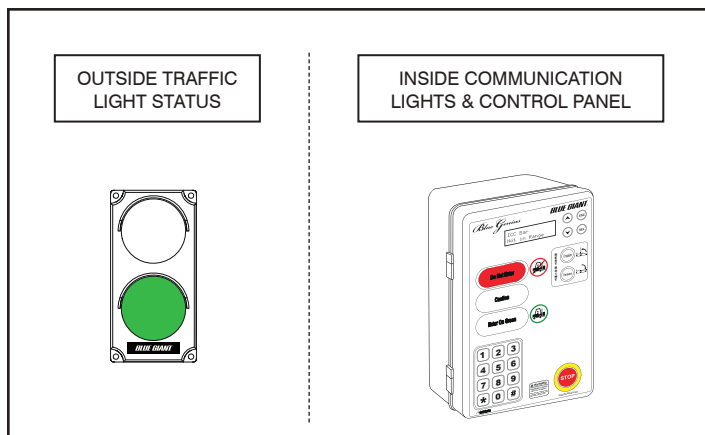 OUTSIDE TRAFFIC
LIGHT STATUS
INSIDE COMMUNICATION
LIGHTS & CONTROL PANEL
BLUE GIANT
BLUE GIANT
Blue Genius
ICC Bar
Not in Range
Do Not Enter
Caution
Enter On Green
1 2 3
4 5 6
7 8 9
* 0 #
STOP